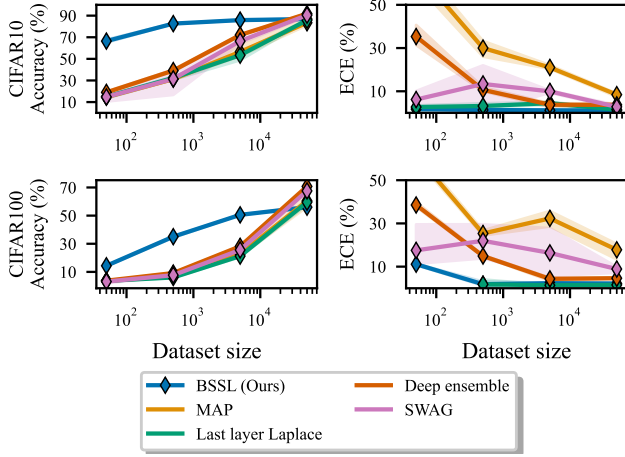 CIFAR10
Accuracy (%)
90
70
50
30
10
10²
10³
10⁴
ECE (%)
50
30
10
10²
10³
10⁴
CIFAR100
Accuracy (%)
70
50
30
10
10²
10³
10⁴
Dataset size
ECE (%)
50
30
10
10²
10³
10⁴
Dataset size
BSSL (Ours)
MAP
Last layer Laplace
Deep ensemble
SWAG